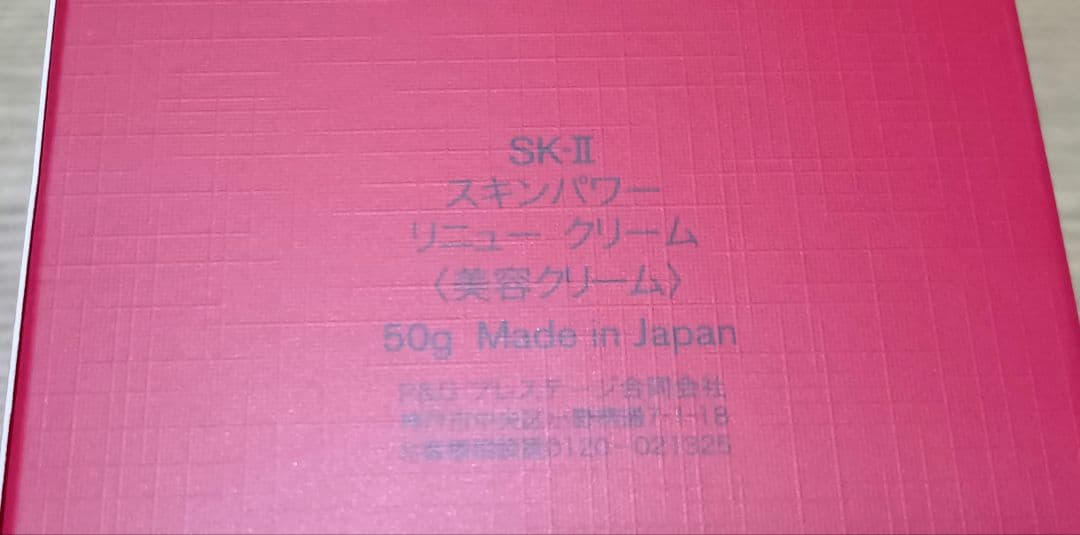 SK-II
スキンパワー
リニュー クリーム
〈美容クリーム〉
50g Made in Japan
P&G プレステージ合同会社
神戸市中央区小野柄通7-1-18
お客様相談室0120-021325